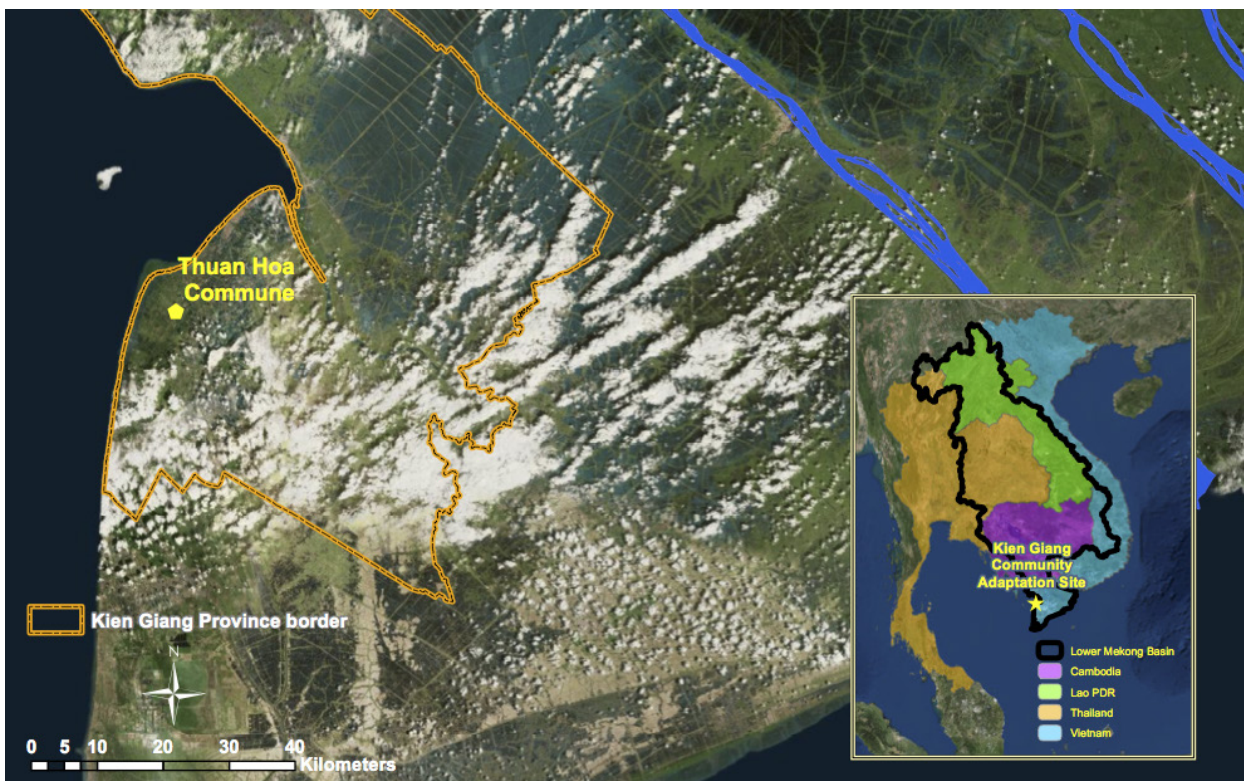 Thuan Hoa
Commune
Kien Giang Province border
N
0 5 10 20 30 40
Kilometers
Kien Giang
Community
Adaptation Site
Lower Mekong Basin
Cambodia
Lao PDR
Thailand
Vietnam